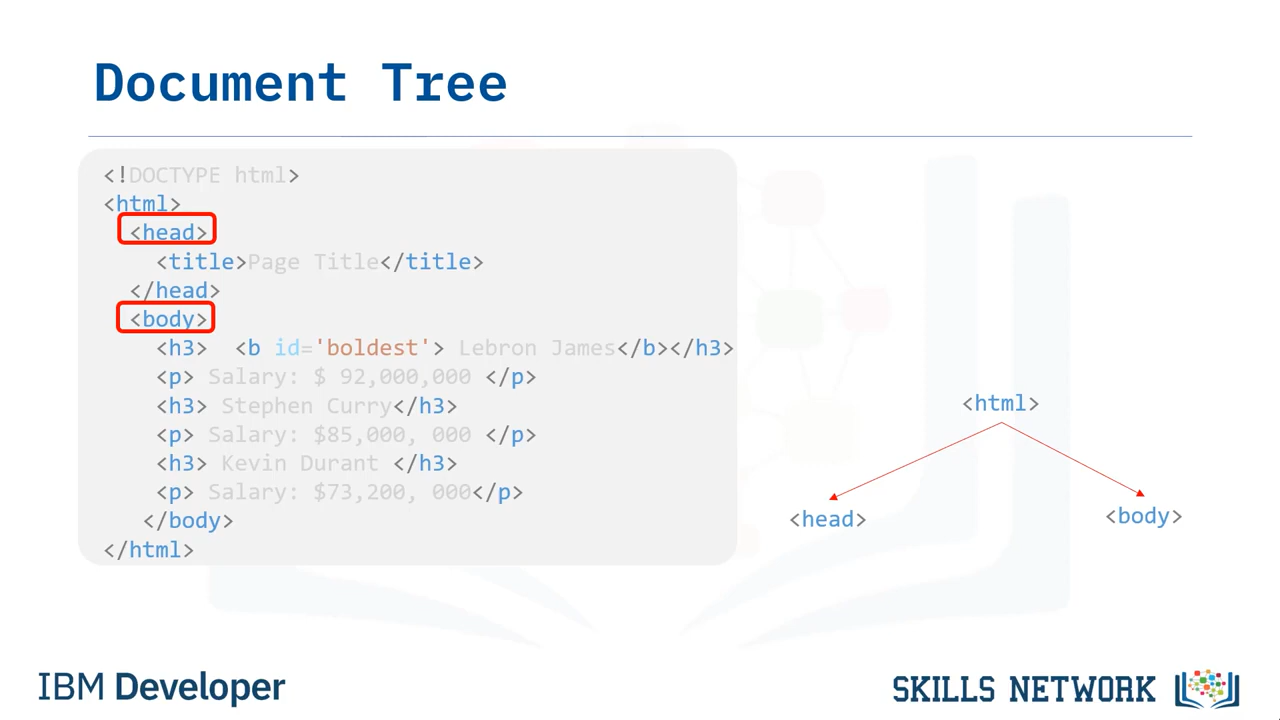 Document Tree
<!DOCTYPE html>
<html>
<head>
<title>Page Title</title>
</head>
<body>
<h3>  <b id='boldest'> Lebron James</b></h3>
<p> Salary: $ 92,000,000 </p>
<h3> Stephen Curry</h3>
<p> Salary: $85,000, 000 </p>
<h3> Kevin Durant </h3>
<p> Salary: $73,200, 000</p>
</body>
</html>
<html>
<head>
<body>
IBM Developer
SKILLS NETWORK